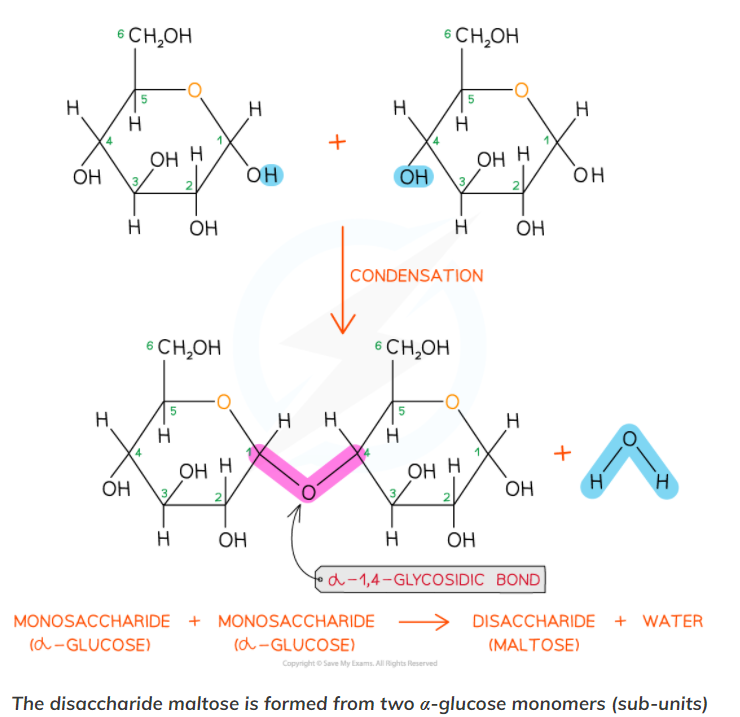 6 CH₂OH 6 CH₂OH
O O
5 5
H H H H
H H
4 1 + 4 1
OH H OH H
OH OH OH OH
3 2 3 2
H OH H OH
CONDENSATION
6 CH₂OH 6 CH₂OH
O O
5 5
H H H H
H H
4 1 4 1 + O
OH H OH H
OH O OH H H
3 2 3 2
H OH H OH
α-1,4-GLYCOSIDIC BOND
MONOSACCHARIDE + MONOSACCHARIDE DISACCHARIDE + WATER
(α-GLUCOSE) (α-GLUCOSE) (MALTOSE)
Copyright © Save My Exams. All Rights Reserved
The disaccharide maltose is formed from two α-glucose monomers (sub-units)